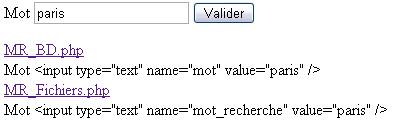 Mot paris Valider
MR_BD.php
Mot <input type="text" name="mot" value="paris" />
MR_Fichiers.php
Mot <input type="text" name="mot_recherche" value="paris" />